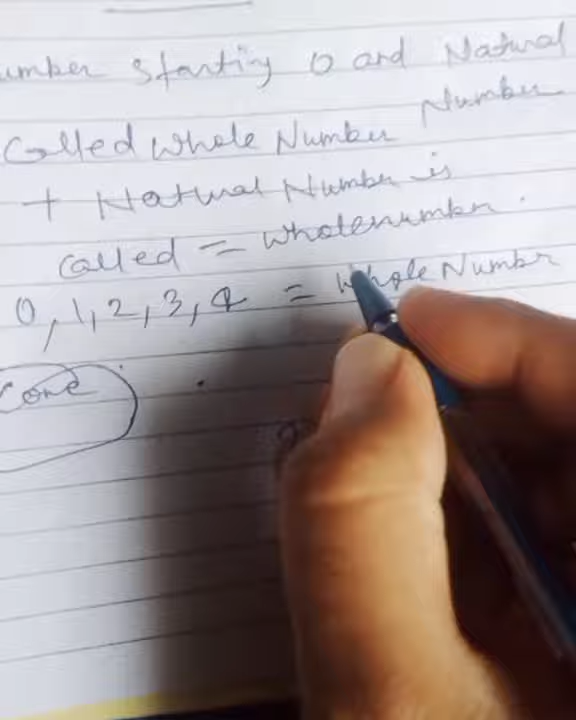 umber Starting 0 and Natural
Called Whole Number Number
+ Natural Number is
called = wholenumber.
0, 1, 2, 3, 4 = Whole Number
Core